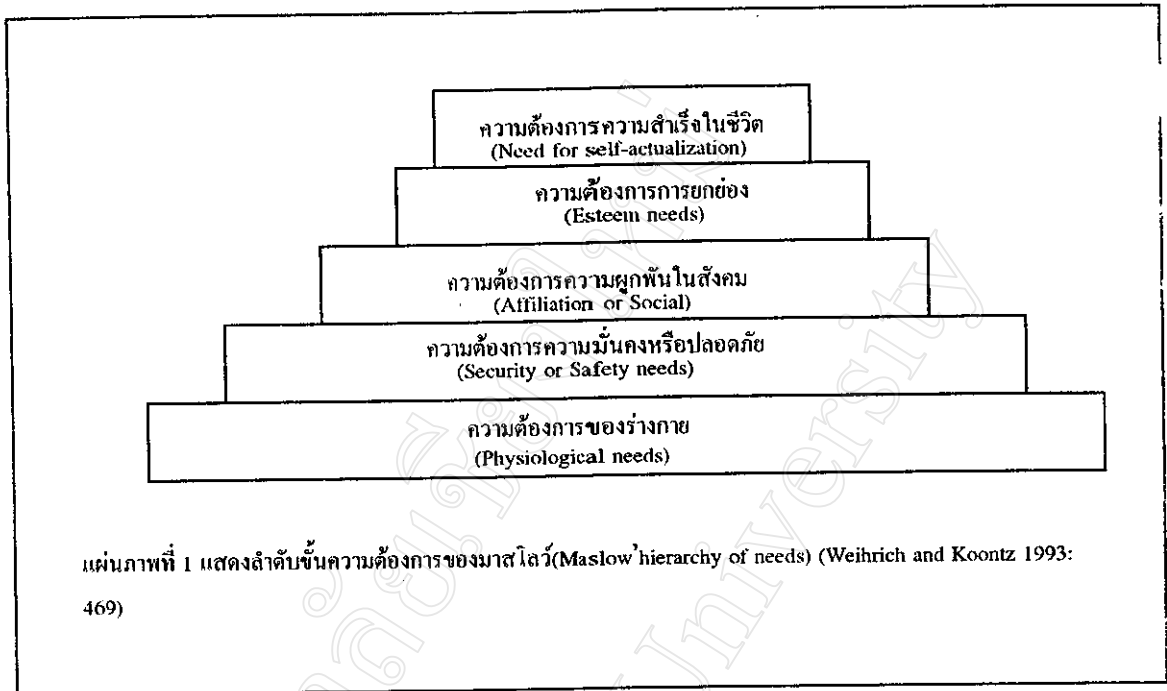 ความต้องการความสำเร็จในชีวิต
(Need for self-actualization)
ความต้องการการยกย่อง
(Esteem needs)
ความต้องการความผูกพันในสังคม
(Affiliation or Social)
ความต้องการความมั่นคงหรือปลอดภัย
(Security or Safety needs)
ความต้องการของร่างกาย
(Physiological needs)
แผ่นภาพที่ 1 แสดงลำดับขั้นความต้องการของมาสโลว์(Maslow'hierarchy of needs) (Weihrich and Koontz 1993:
469)
University